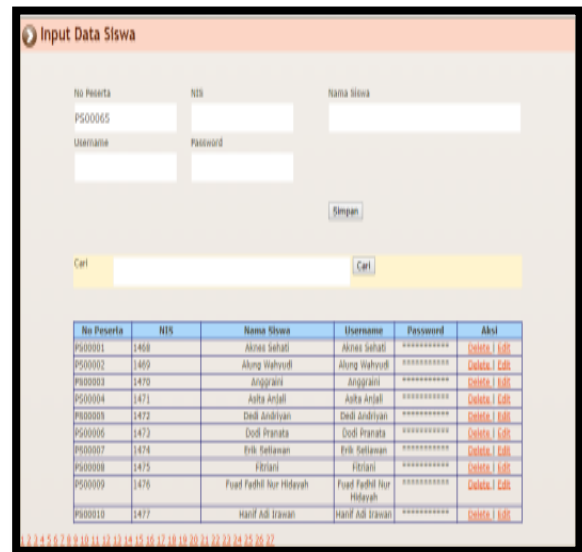 Input Data Siswa
No Peserta NIS Nama Siswa
PS00065
Username Password
Simpan
Cari Cari
No Peserta NIS Nama Siswa Username Password Aksi
PS00001 1468 Aknes Sehati Aknes Sehati *********** Delete | Edit
PS00002 1469 Alung Wahyudi Alung Wahyudi *********** Delete | Edit
PS00003 1470 Anggraini Anggraini *********** Delete | Edit
PS00004 1471 Asita Anjali Asita Anjali *********** Delete | Edit
PS00005 1472 Dedi Andriyan Dedi Andriyan *********** Delete | Edit
PS00006 1473 Dodi Pranata Dodi Pranata *********** Delete | Edit
PS00007 1474 Erik Setiawan Erik Setiawan *********** Delete | Edit
PS00008 1475 Fitriani Fitriani *********** Delete | Edit
PS00009 1476 Fuad Fadhil Nur Hidayah Fuad Fadhil Nur Hidayah *********** Delete | Edit
PS00010 1477 Hanif Adi Irawan Hanif Adi Irawan *********** Delete | Edit
1 2 3 4 5 6 7 8 9 10 11 12 13 14 15 16 17 18 19 20 21 22 23 24 25 26 27